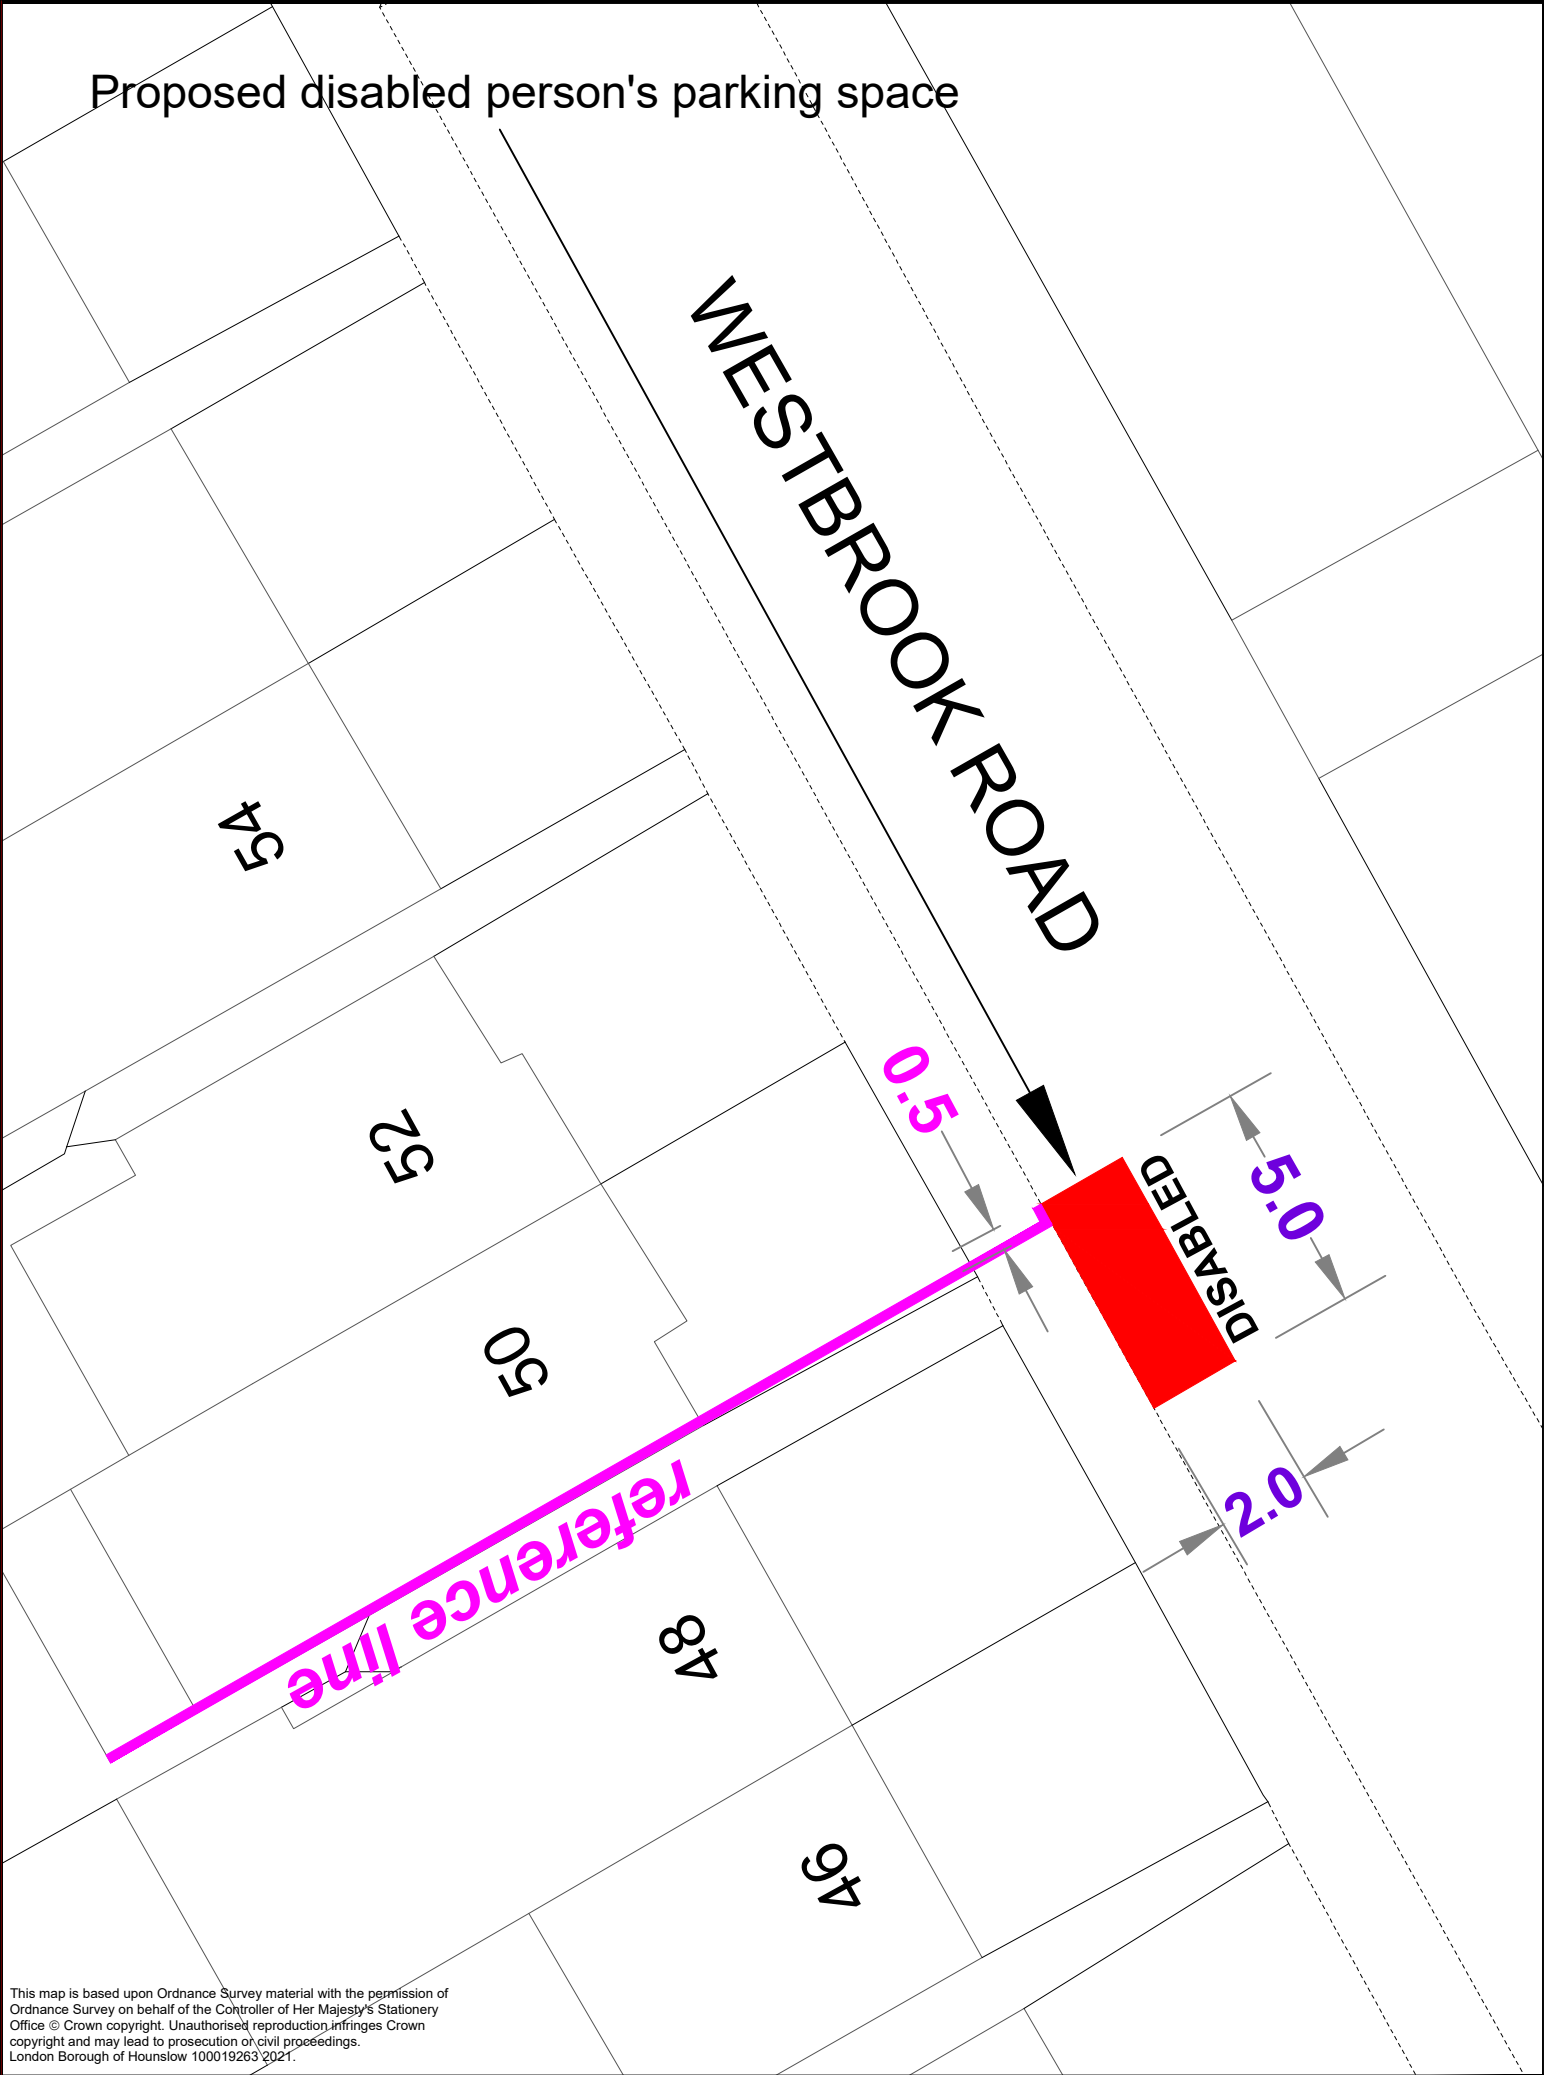 Proposed disabled person's parking space
WESTBROOK ROAD
54
0.5
52
DISABLED
5.0
50
reference line
2.0
48
46
This map is based upon Ordnance Survey material with the permission of
Ordnance Survey on behalf of the Controller of Her Majesty's Stationery
Office © Crown copyright. Unauthorised reproduction infringes Crown
copyright and may lead to prosecution or civil proceedings.
London Borough of Hounslow 100019263 2021.